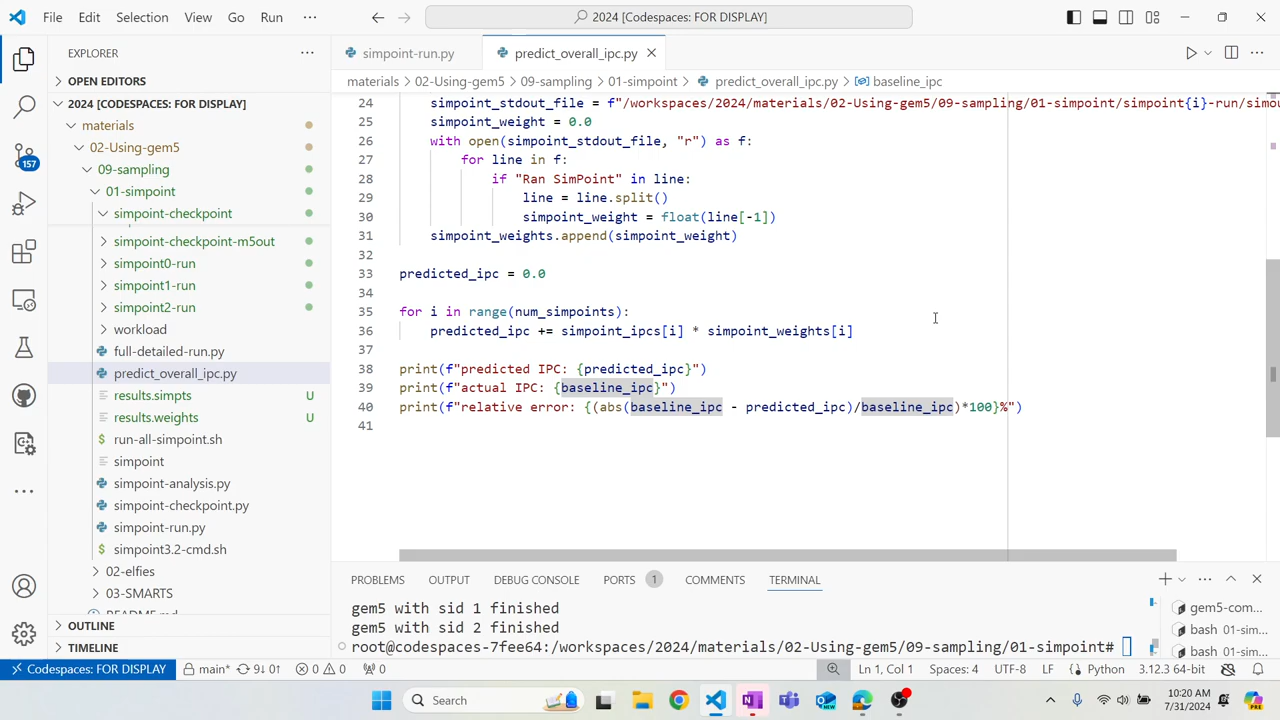 File Edit Selection View Go Run ···
2024 [Codespaces: FOR DISPLAY]
EXPLORER
simpoint-run.py
predict_overall_ipc.py
materials > 02-Using-gem5 > 09-sampling > 01-simpoint > predict_overall_ipc.py > baseline_ipc
OPEN EDITORS
2024 [CODESPACES: FOR DISPLAY]
materials
02-Using-gem5
09-sampling
01-simpoint
simpoint-checkpoint
simpoint-checkpoint-m5out
simpoint0-run
simpoint1-run
simpoint2-run
workload
full-detailed-run.py
predict_overall_ipc.py
results.simpts U
results.weights U
run-all-simpoint.sh
simpoint
simpoint-analysis.py
simpoint-checkpoint.py
simpoint-run.py
simpoint3.2-cmd.sh
02-elfies
03-SMARTS
OUTLINE
TIMELINE
157
24 simpoint_stdout_file = f"/workspaces/2024/materials/02-Using-gem5/09-sampling/01-simpoint/simpoint{i}-run/simou
25 simpoint_weight = 0.0
26 with open(simpoint_stdout_file, "r") as f:
27 for line in f:
28 if "Ran SimPoint" in line:
29 line = line.split()
30 simpoint_weight = float(line[-1])
31 simpoint_weights.append(simpoint_weight)
32
33 predicted_ipc = 0.0
34
35 for i in range(num_simpoints):
36 predicted_ipc += simpoint_ipcs[i] * simpoint_weights[i]
37
38 print(f"predicted IPC: {predicted_ipc}")
39 print(f"actual IPC: {baseline_ipc}")
40 print(f"relative error: {(abs(baseline_ipc - predicted_ipc)/baseline_ipc)*100}%")
41
PROBLEMS OUTPUT DEBUG CONSOLE PORTS 1 COMMENTS TERMINAL
gem5 with sid 1 finished
gem5 with sid 2 finished
root@codespaces-7fee64:/workspaces/2024/materials/02-Using-gem5/09-sampling/01-simpoint#
gem5-com...
bash 01-sim...
bash 01-sim...
Codespaces: FOR DISPLAY main* 9↓ 0↑ 0 0 0 Ln 1, Col 1 Spaces: 4 UTF-8 LF Python 3.12.3 64-bit
Search
10:20 AM
7/31/2024